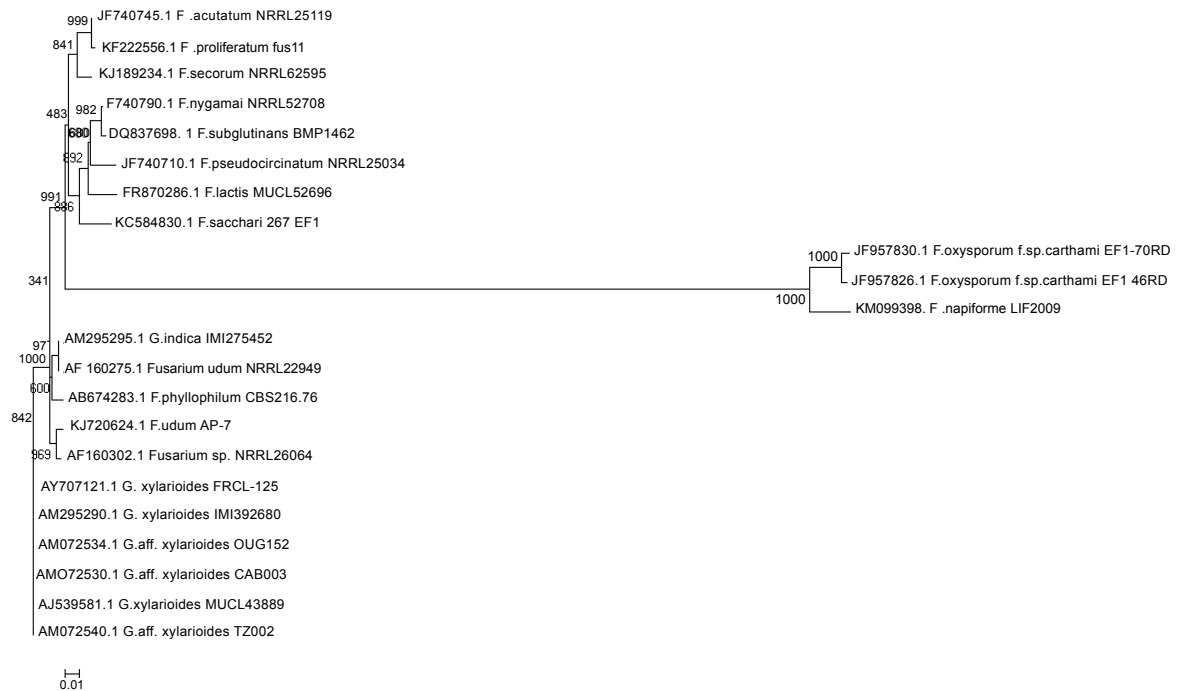 999
JF740745.1 F .acutatum NRRL25119
841
KF222556.1 F .proliferatum fus11
KJ189234.1 F.secorum NRRL62595
483
982
F740790.1 F.nygamai NRRL52708
DQ837698. 1 F.subglutinans BMP1462
892
JF740710.1 F.pseudocircinatum NRRL25034
991
FR870286.1 F.lactis MUCL52696
886
KC584830.1 F.sacchari 267 EF1
1000
JF957830.1 F.oxysporum f.sp.carthami EF1-70RD
341
JF957826.1 F.oxysporum f.sp.carthami EF1 46RD
1000
KM099398. F .napiforme LIF2009
97
AM295295.1 G.indica IMI275452
1000
AF 160275.1 Fusarium udum NRRL22949
600
AB674283.1 F.phyllophilum CBS216.76
842
KJ720624.1 F.udum AP-7
969
AF160302.1 Fusarium sp. NRRL26064
AY707121.1 G. xylarioides FRCL-125
AM295290.1 G. xylarioides IMI392680
AM072534.1 G.aff. xylarioides OUG152
AMO72530.1 G.aff. xylarioides CAB003
AJ539581.1 G.xylarioides MUCL43889
AM072540.1 G.aff. xylarioides TZ002
0.01